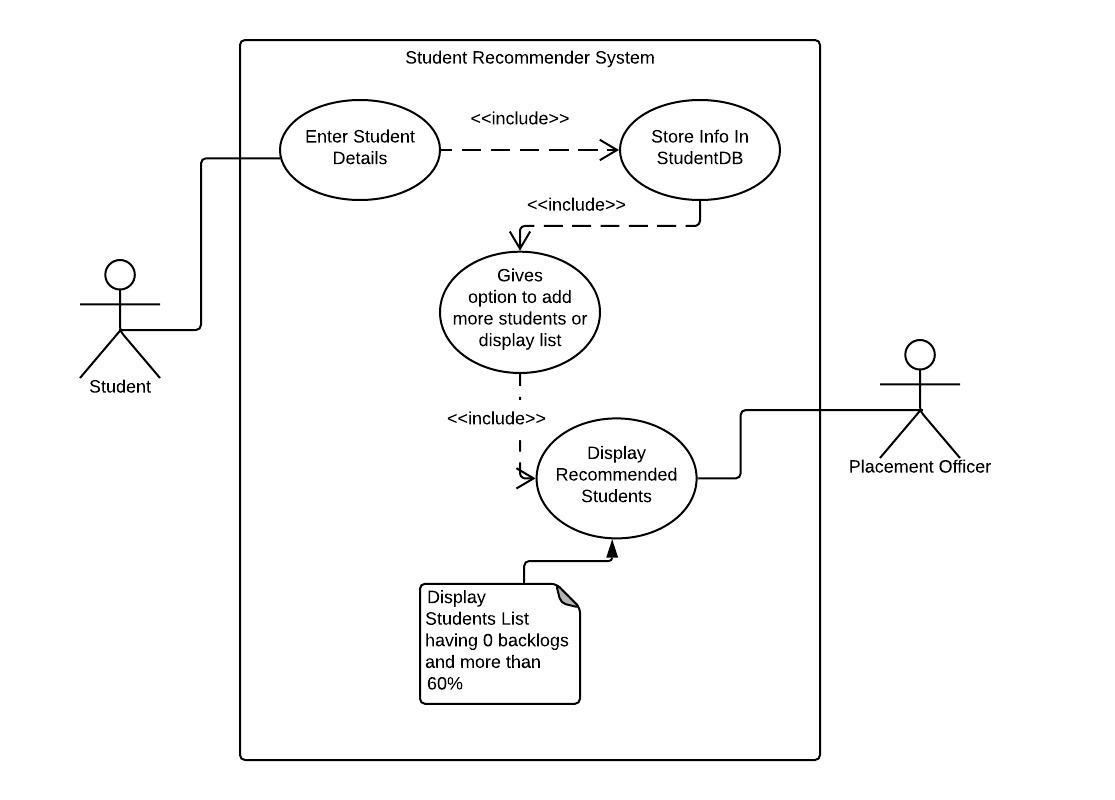 Student Recommender System
<<include>>
Enter Student
Details
Store Info In
StudentDB
<<include>>
Gives
option to add
more students or
display list
Student
<<include>>
Display
Recommended
Students
Placement Officer
Display
Students List
having 0 backlogs
and more than
60%